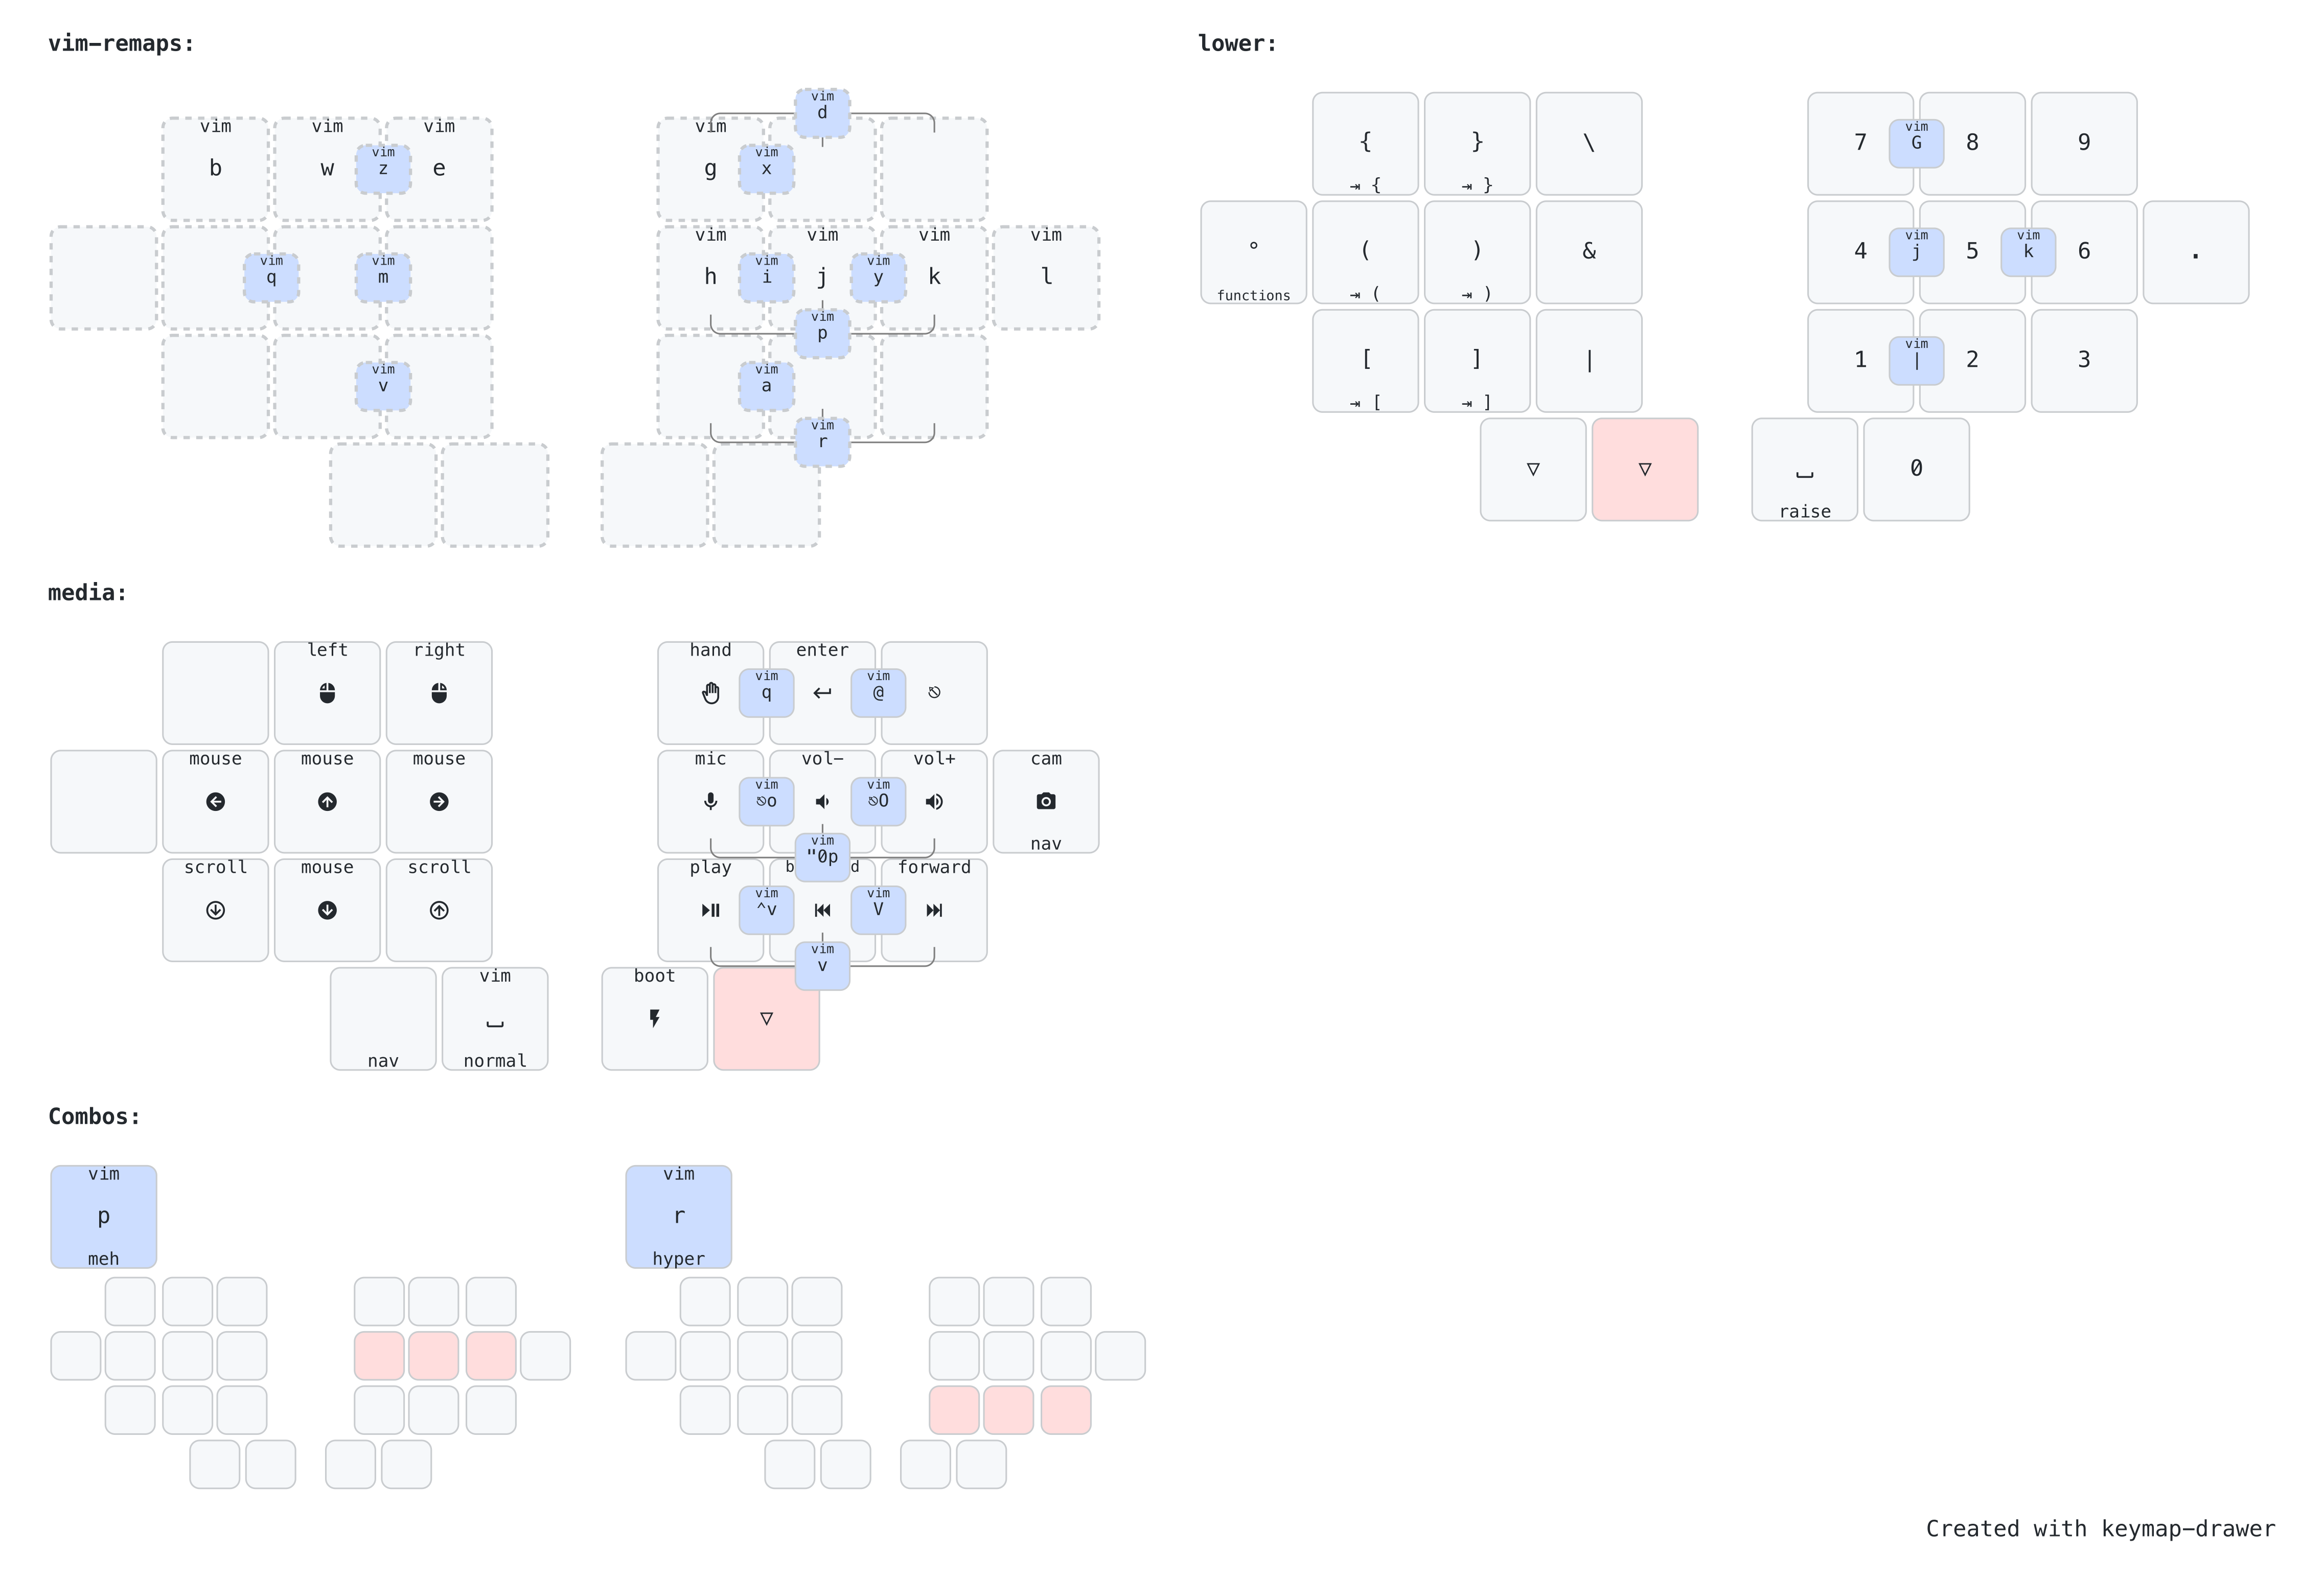 vim-remaps:
vim
d
vim vim vim vim
b w z e g x
vim vim
vim vim vim vim
vim vim vim vim
q m h i j y k l
vim
p
vim vim
v a
vim
r
lower:
{ } \ 7 G 8 9
vim
⇥ { ⇥ }
° ( ) & 4 j 5 k 6 .
vim vim
functions ⇥ ( ⇥ )
[ ] | 1 | 2 3
vim
⇥ [ ⇥ ]
▽ ▽ ⎵ 0
raise
media:
left right hand enter
vim vim
q @
mouse mouse mouse mic vol− vol+ cam
vim vim
o O
nav
vim
"0p
scroll mouse scroll play forward
vim vim
^v V
vim
v
vim boot
⎵ ▽
nav normal
Combos:
vim vim
p r
meh hyper
Created with keymap-drawer